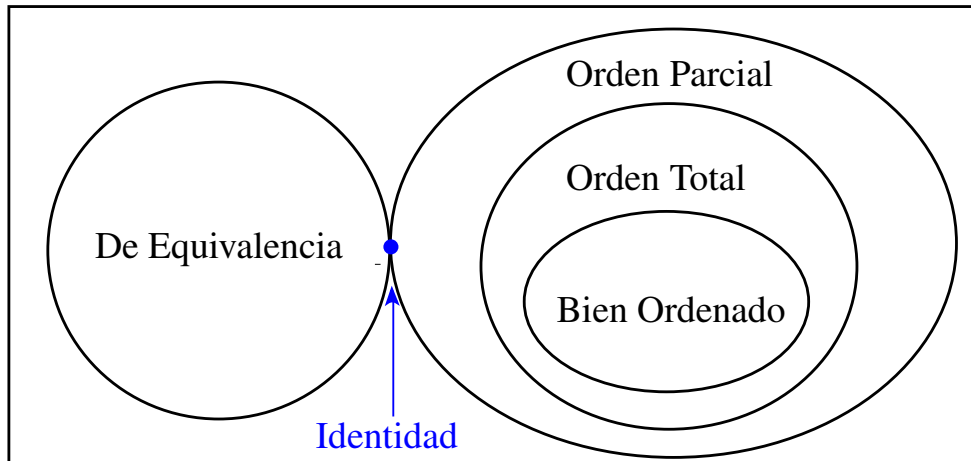 Orden Parcial
Orden Total
De Equivalencia
Bien Ordenado
Identidad